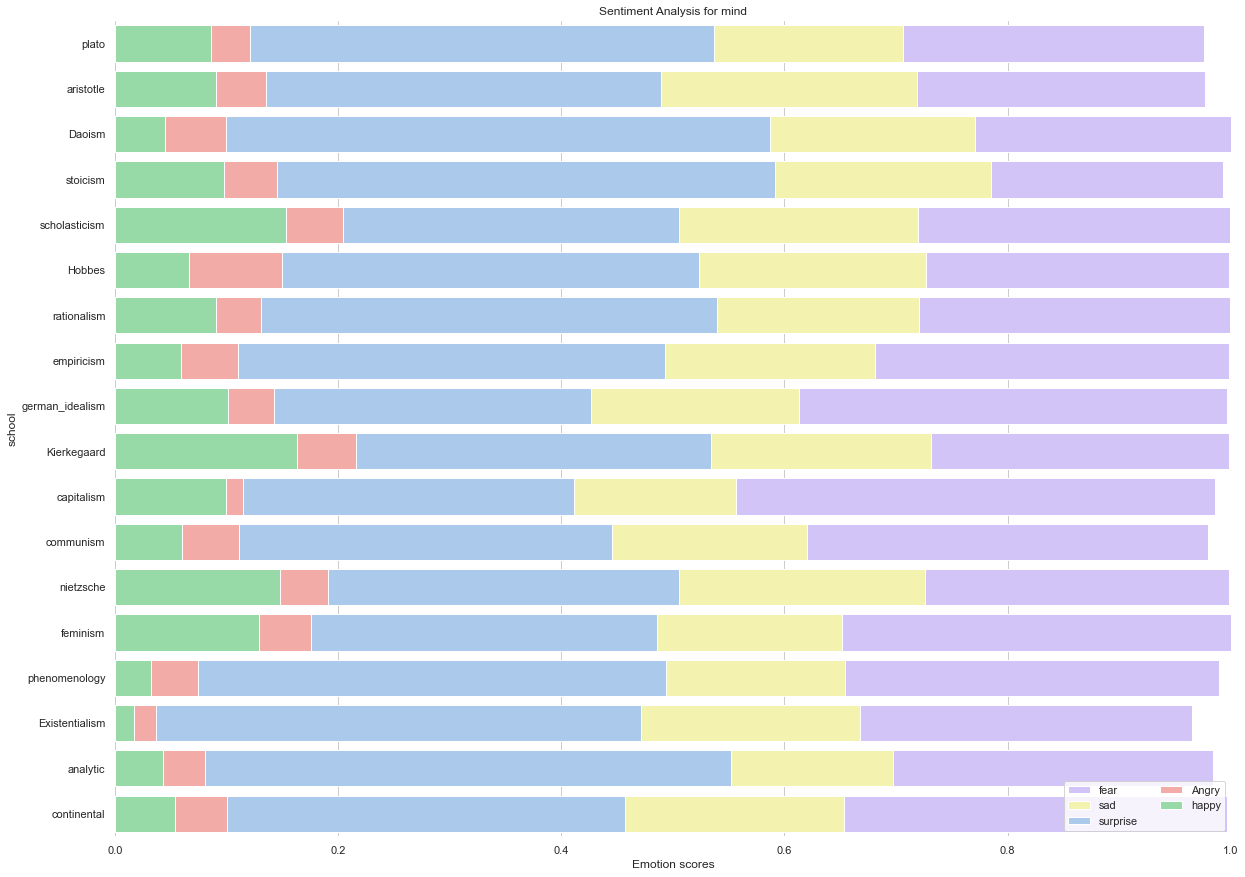 Sentiment Analysis for mind
plato
aristotle
Daoism
stoicism
scholasticism
Hobbes
rationalism
empiricism
german_idealism
Kierkegaard
capitalism
communism
nietzsche
feminism
phenomenology
Existentialism
analytic
continental
school
fear
sad
surprise
Angry
happy
0.0 0.2 0.4 0.6 0.8 1.0
Emotion scores